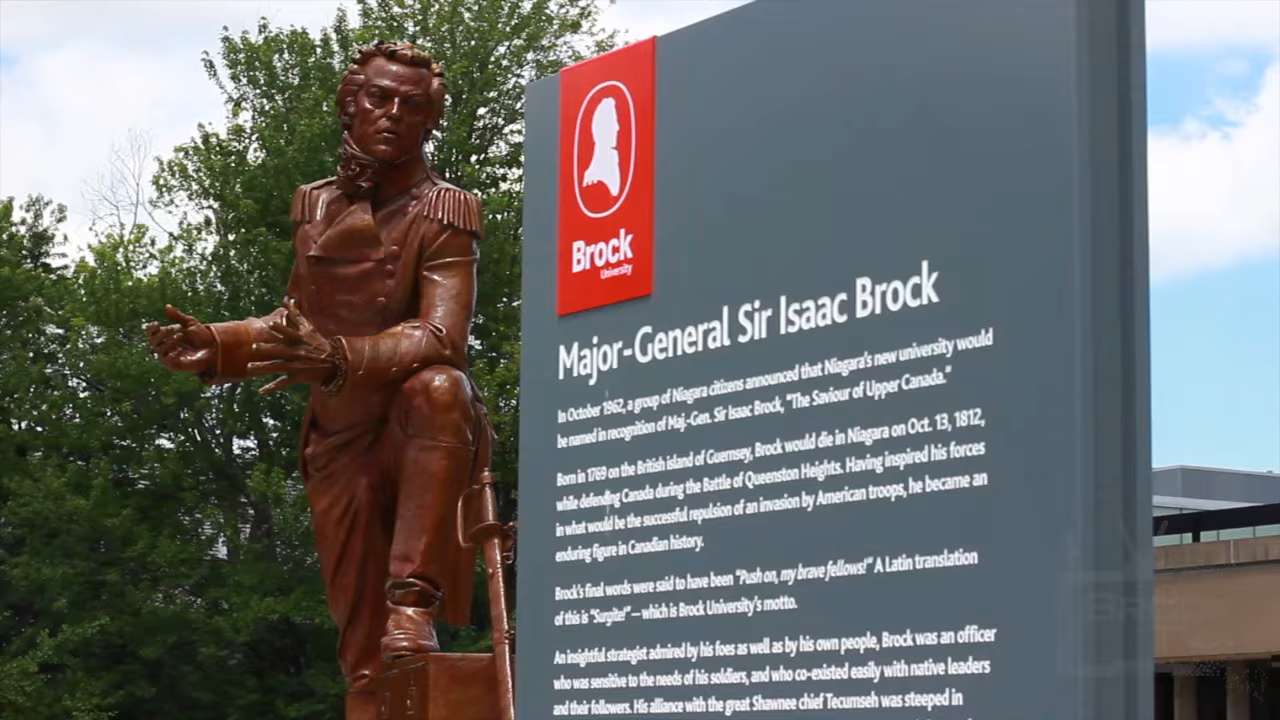 Brock
University
Major-General Sir Isaac Brock
In October 1962, a group of Niagara citizens announced that Niagara's new university would
be named in recognition of Maj.-Gen. Sir Isaac Brock, "The Saviour of Upper Canada."
Born in 1769 on the British island of Guernsey, Brock would die in Niagara on Oct. 13, 1812,
while defending Canada during the Battle of Queenston Heights. Having inspired his forces
in what would be the successful repulsion of an invasion by American troops, he became an
enduring figure in Canadian history.
Brock's final words were said to have been "Push on, my brave fellows!" A Latin translation
of this is "Surgite!" — which is Brock University's motto.
An insightful strategist admired by his foes as well as by his own people, Brock was an officer
who was sensitive to the needs of his soldiers, and who co-existed easily with native leaders
and their followers. His alliance with the great Shawnee chief Tecumseh was steeped in